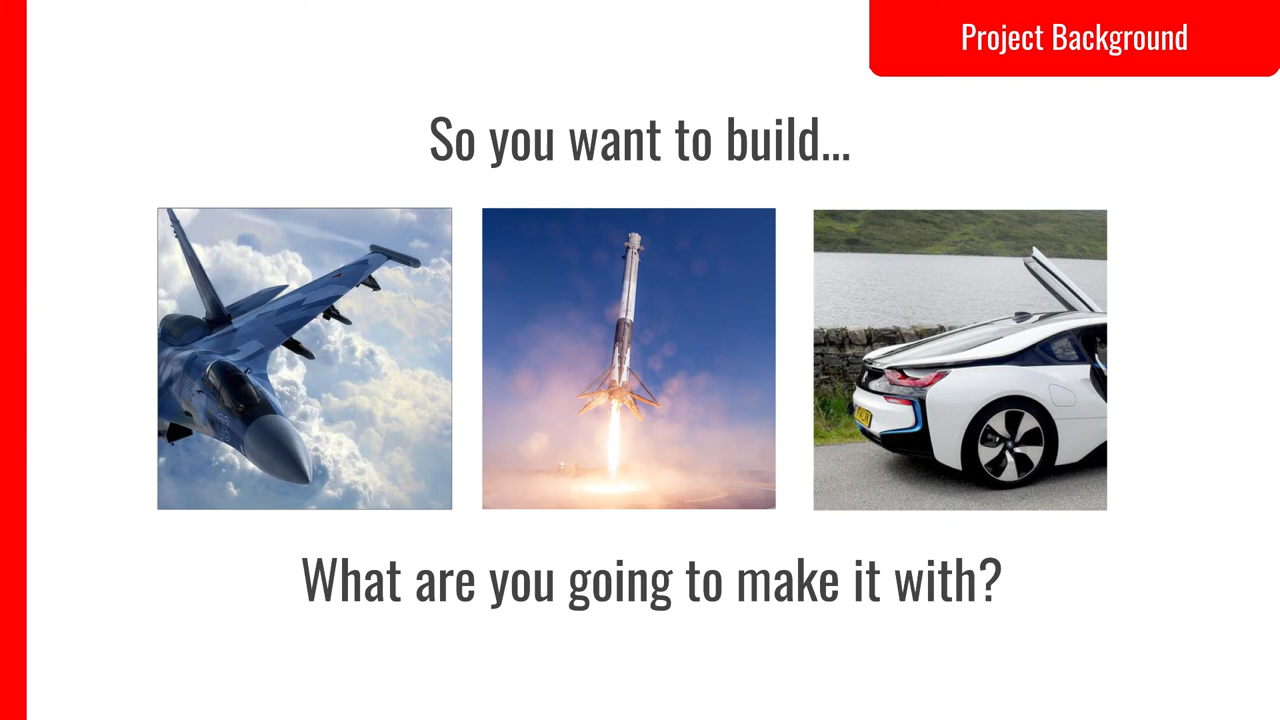 Project Background
So you want to build...
What are you going to make it with?